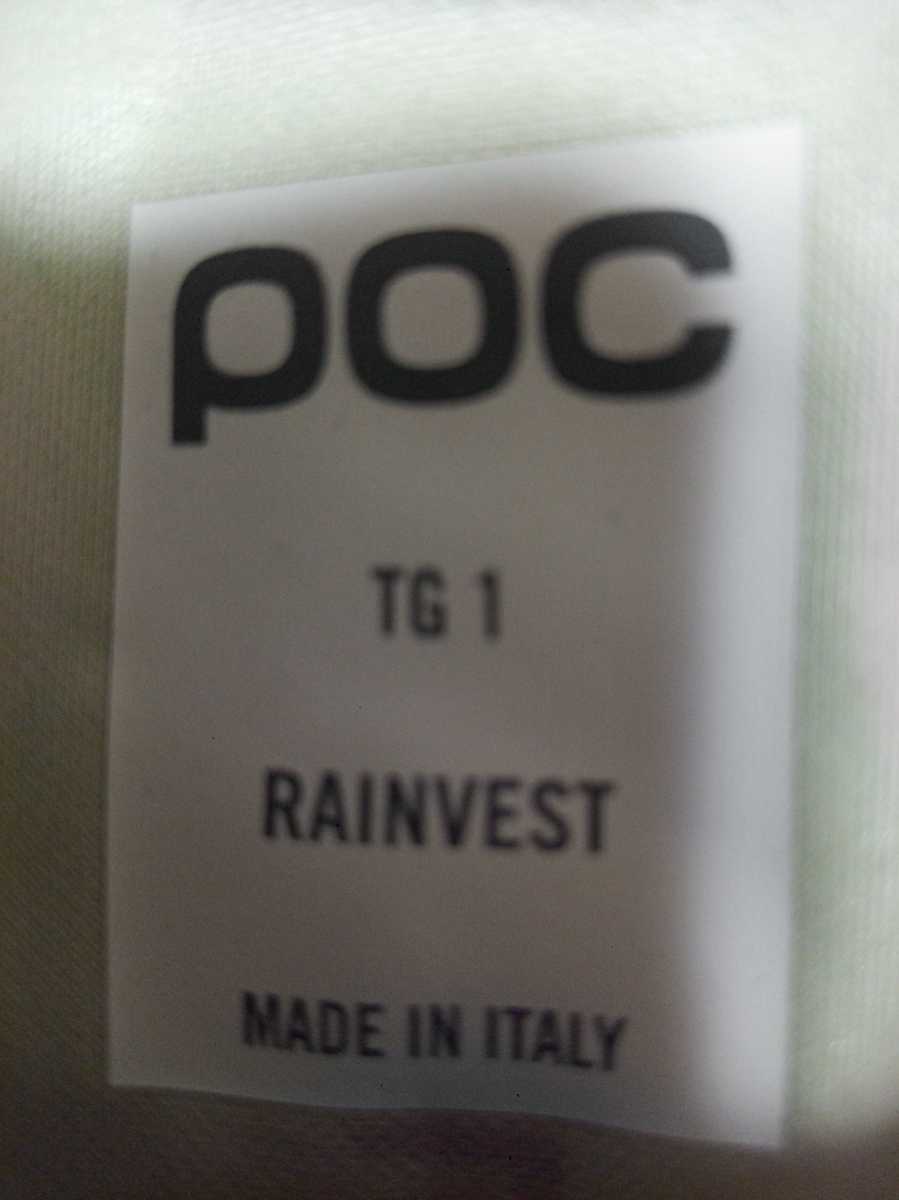 poc
TG 1
RAINVEST
MADE IN ITALY